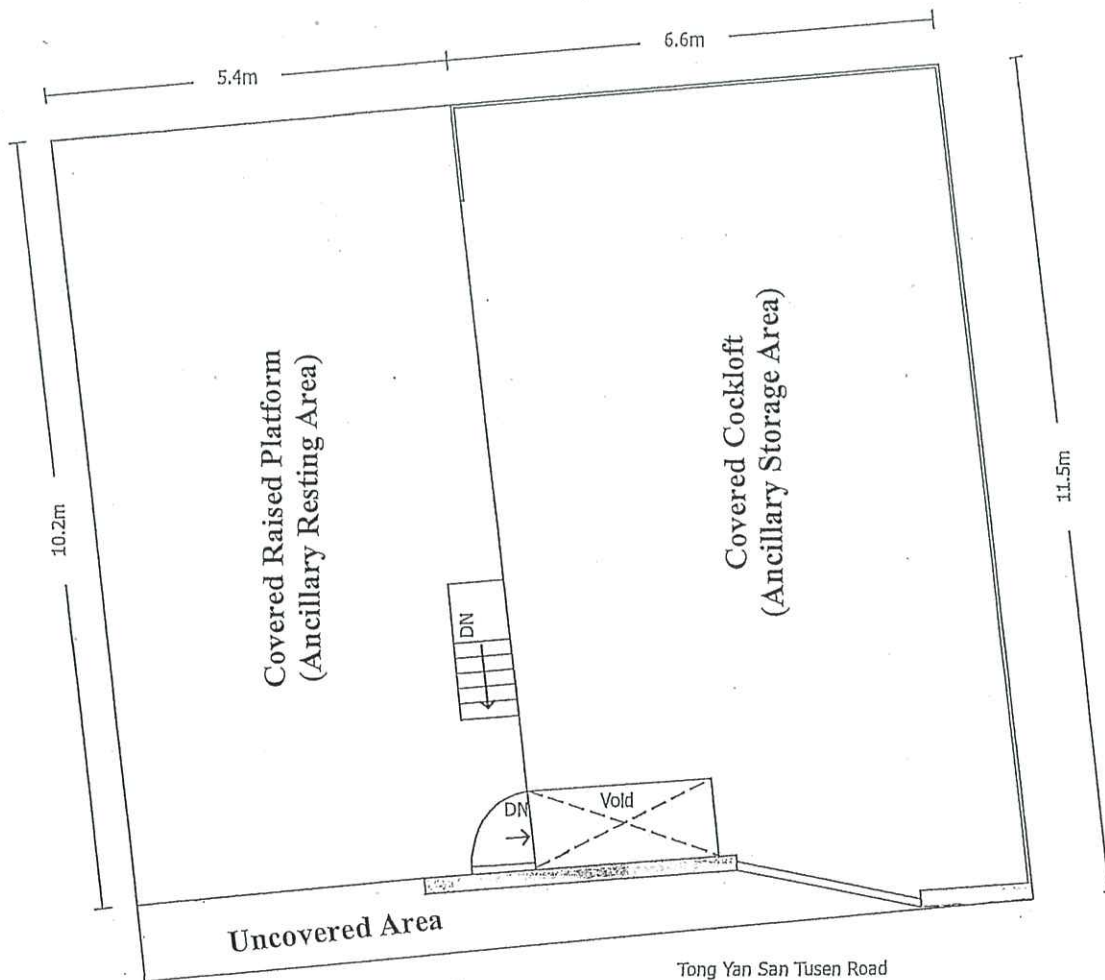 5.4m
6.6m
10.2m
11.5m
Covered Raised Platform
(Ancillary Resting Area)
Covered Cockloft
(Ancillary Storage Area)
DN
DN
Void
Uncovered Area
Tong Yan San Tusen Road